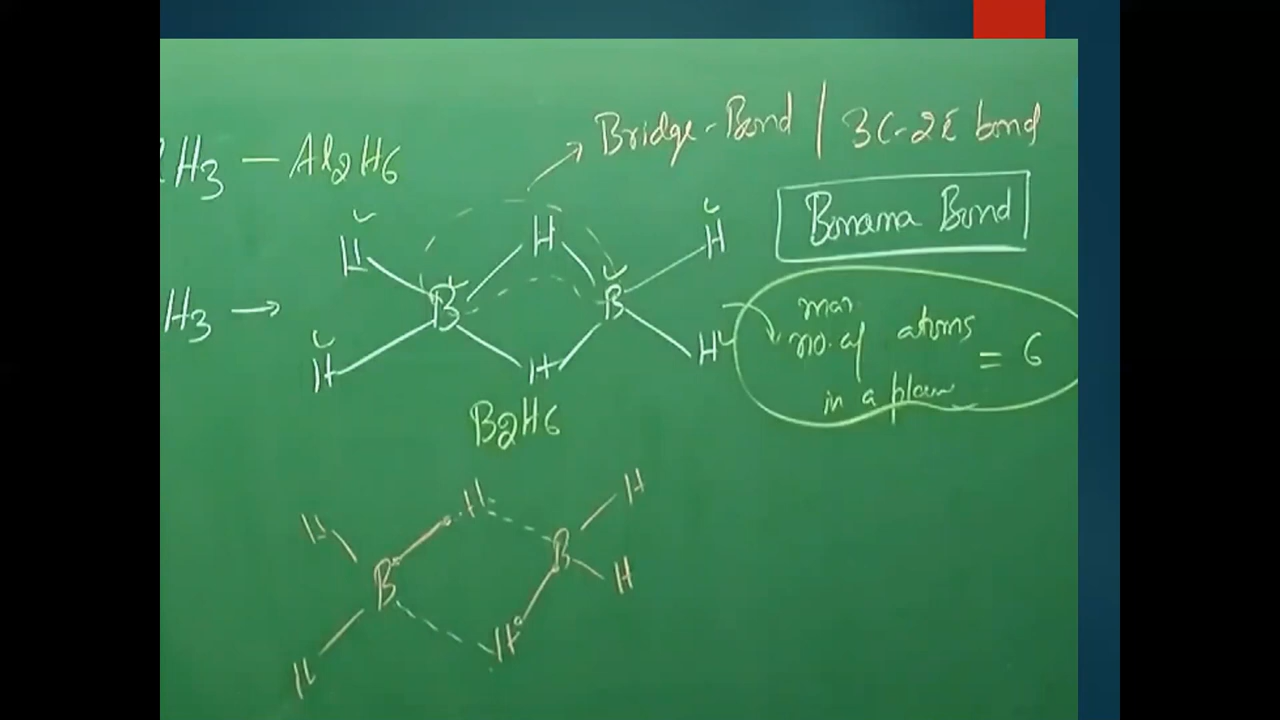 Bridge-Bond / 3C-2E bond
H3 — Al2H6
Banana Bond
H H H
B B
H3 →
H H H
max
no. of atoms = 6
in a plane
B2H6
H H H
B B
H
H H